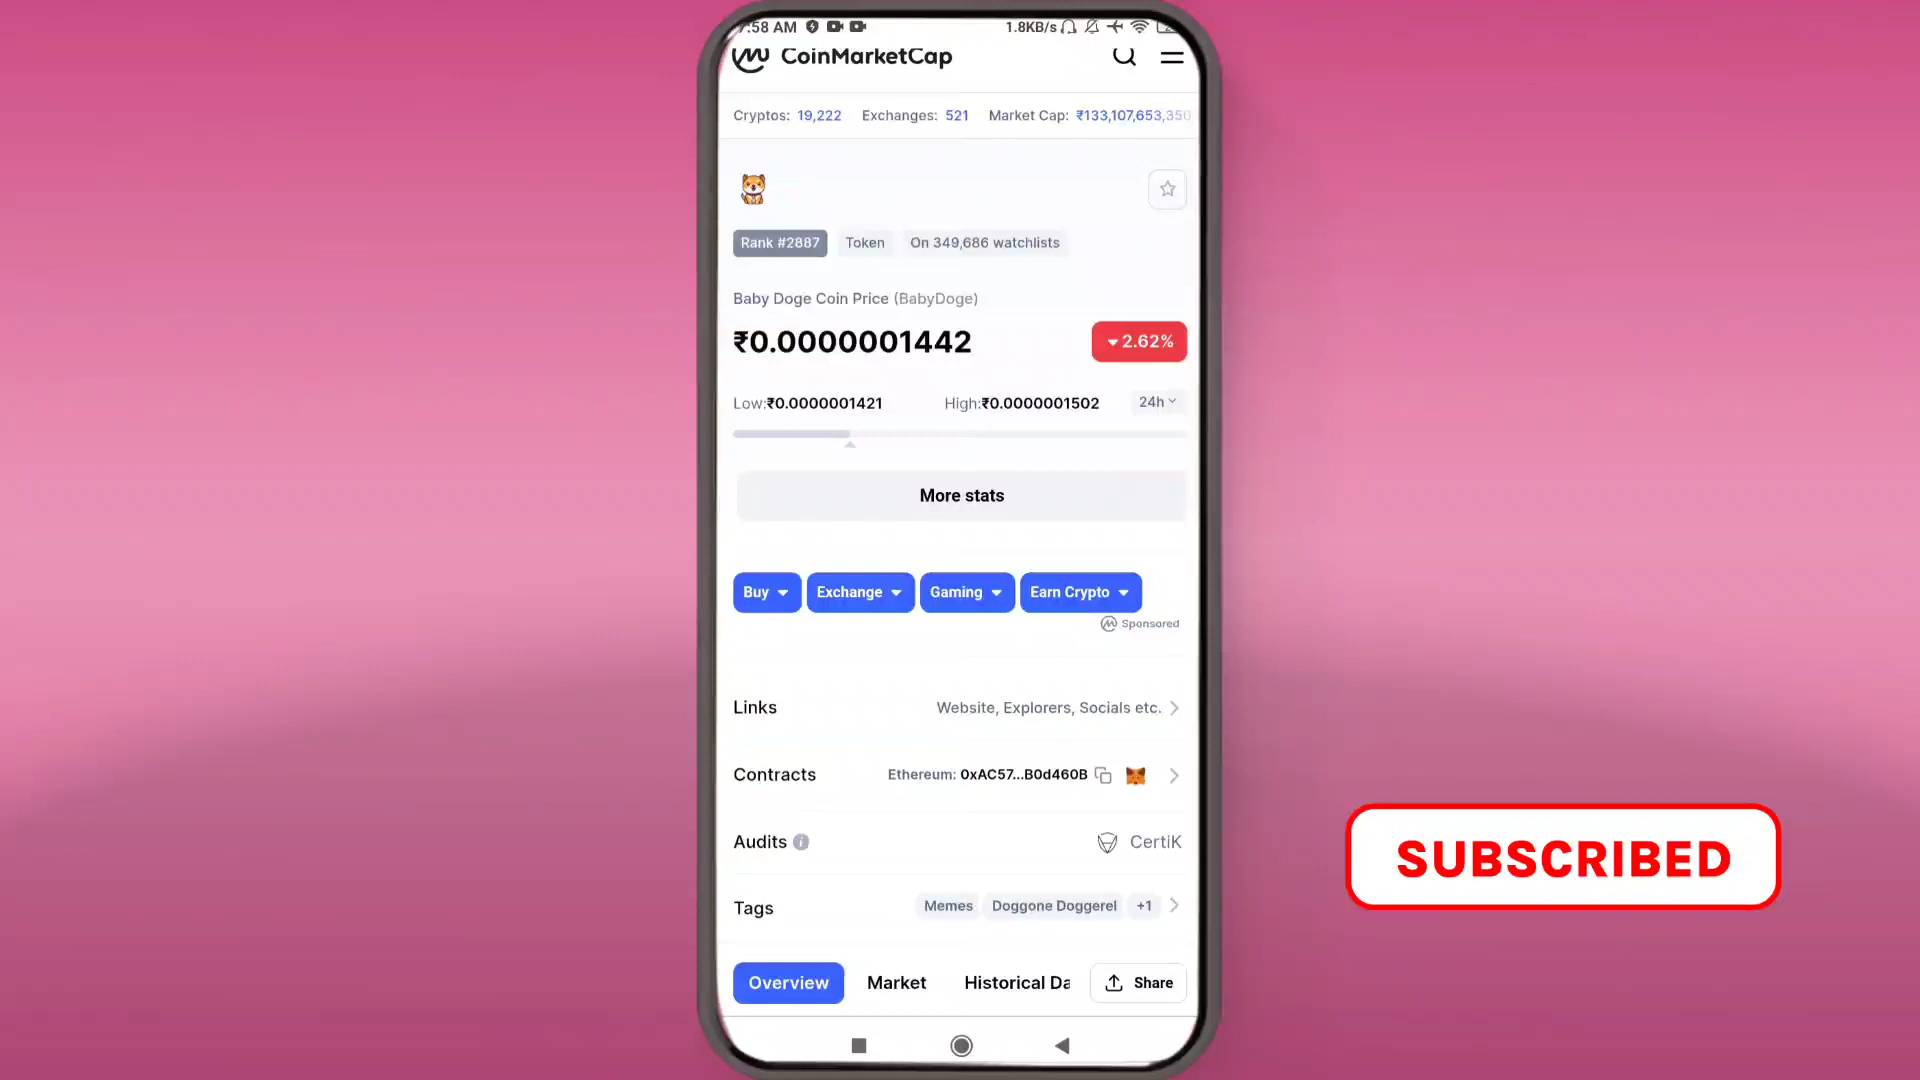 7:58 AM 1.8KB/s
CoinMarketCap
Cryptos: 19,222 Exchanges: 521 Market Cap: ₹133,107,653,350
Rank #2887 Token On 349,686 watchlists
Baby Doge Coin Price (BabyDoge)
₹0.0000001442 2.62%
Low:₹0.0000001421 High:₹0.0000001502 24h
More stats
Buy Exchange Gaming Earn Crypto
Sponsored
Links Website, Explorers, Socials etc.
Contracts Ethereum: 0xAC57...B0d460B
Audits CertiK
Tags Memes Doggone Doggerel +1
Overview Market Historical Da Share
SUBSCRIBED